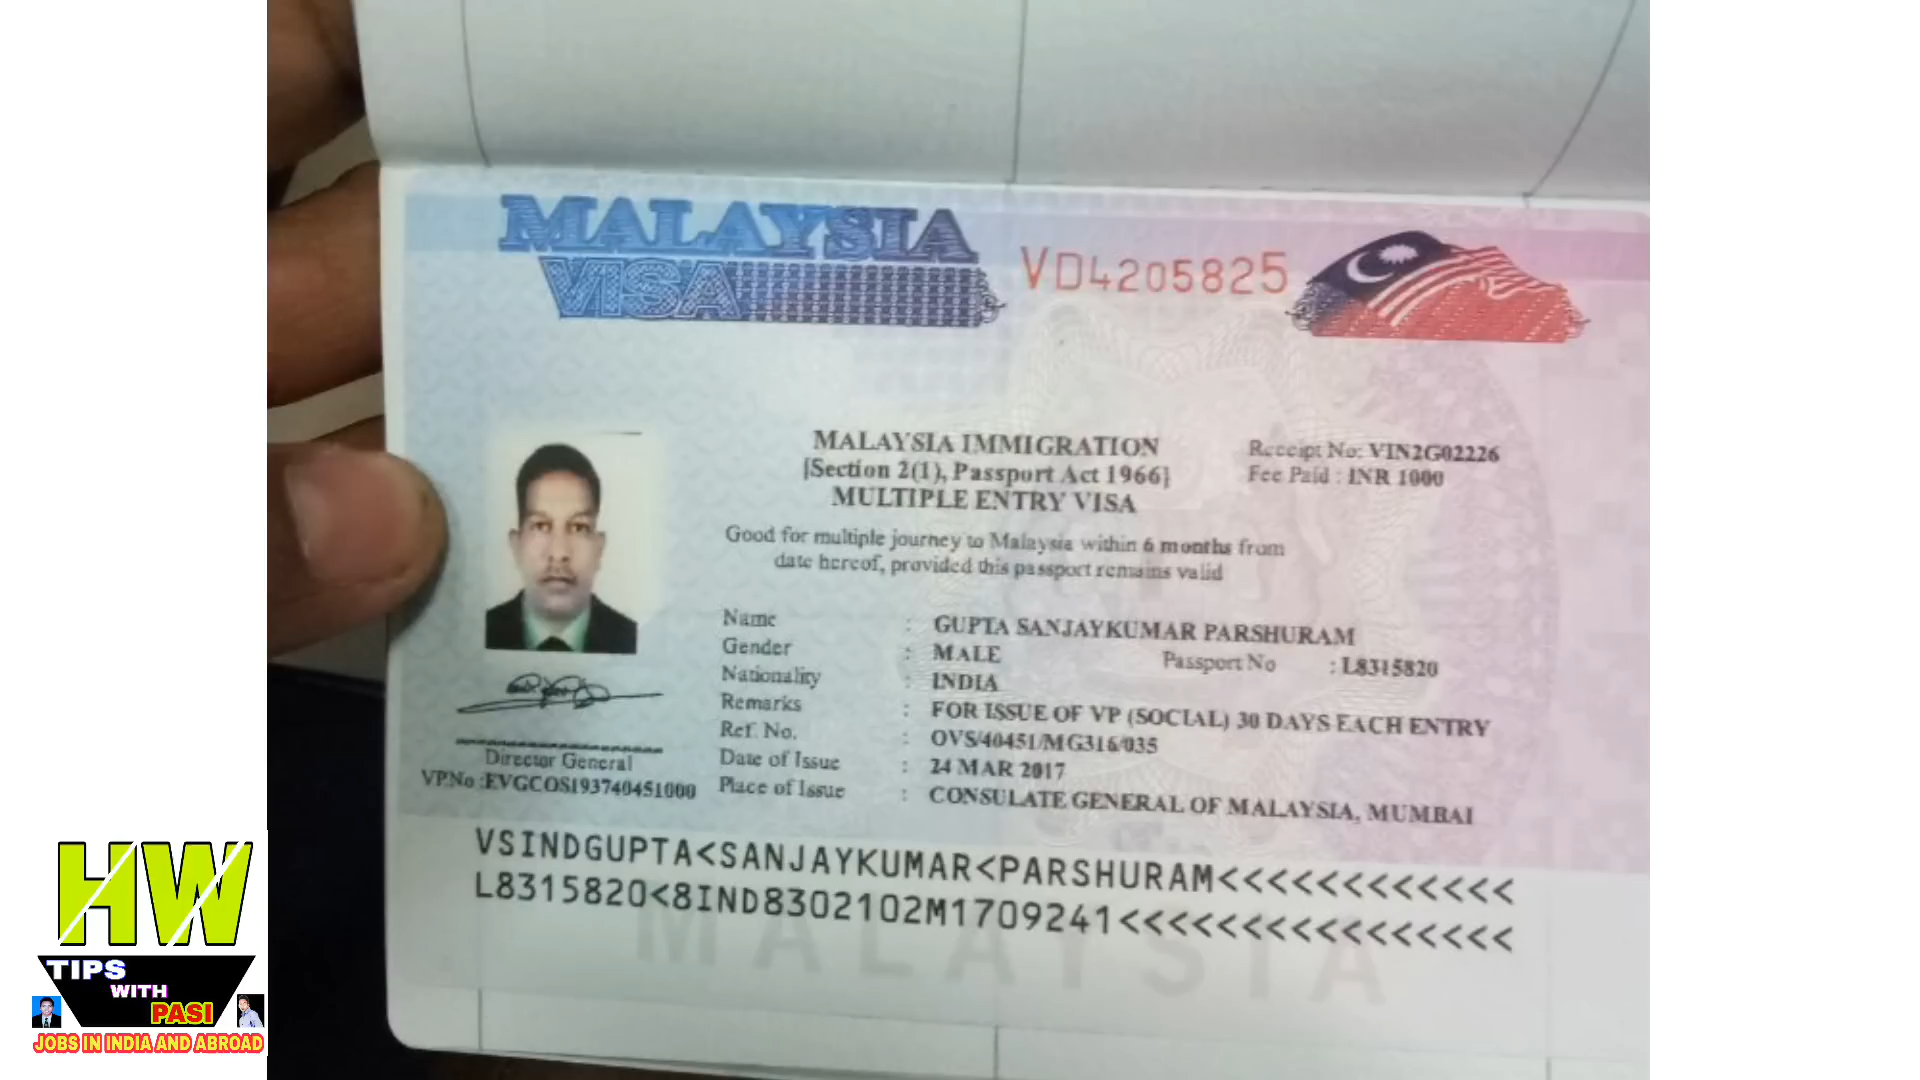 MALAYSIA
VISA
VD4205825
MALAYSIA IMMIGRATION
[Section 2(1), Passport Act 1966]
MULTIPLE ENTRY VISA
Receipt No: VIN2G02226
Fee Paid : INR 1000
Good for multiple journey to Malaysia within 6 months from
date hereof, provided this passport remains valid
Name : GUPTA SANJAYKUMAR PARSHURAM
Gender : MALE Passport No : L8315820
Nationality : INDIA
Remarks : FOR ISSUE OF VP (SOCIAL) 30 DAYS EACH ENTRY
Ref. No. : OVS/40451/MG316/035
Date of Issue : 24 MAR 2017
Place of Issue : CONSULATE GENERAL OF MALAYSIA, MUMBAI
Director General
VPNo :EVGCOS193740451000
VSINDGUPTA<SANJAYKUMAR<PARSHURAM<<<<<<<<<<<<
L8315820<8IND8302102M1709241<<<<<<<<<<<<<<<<
MALAYSIA
HW
TIPS
WITH
PASI
JOBS IN INDIA AND ABROAD